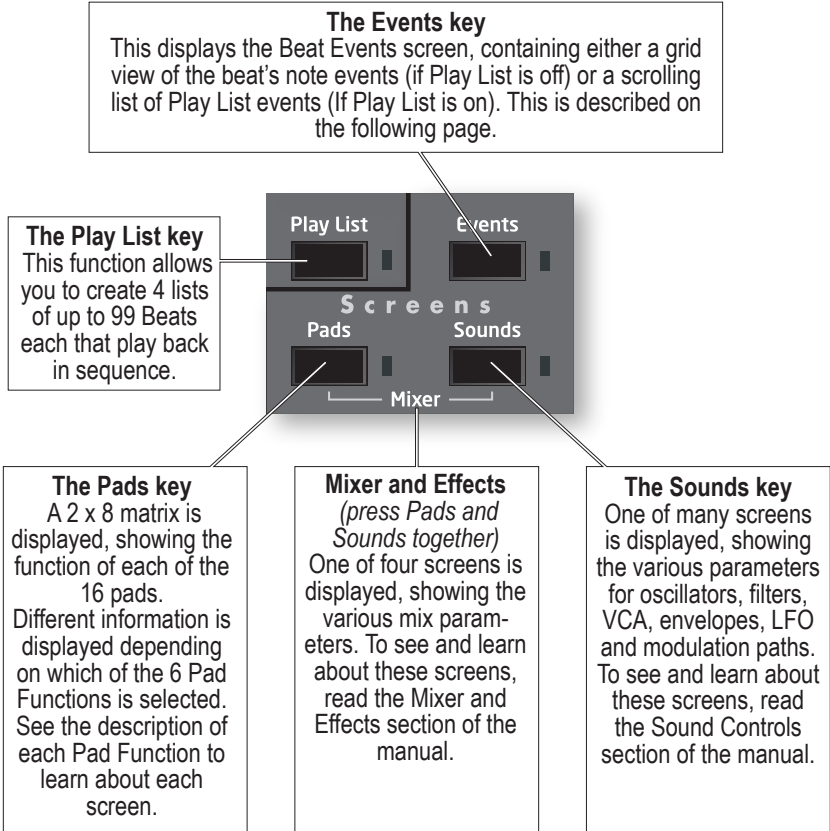 The Events key
This displays the Beat Events screen, containing either a grid
view of the beat's note events (if Play List is off) or a scrolling
list of Play List events (If Play List is on). This is described on
the following page.
The Play List key
This function allows
you to create 4 lists
of up to 99 Beats
each that play back
in sequence.
Play List
Events
Screens
Pads
Sounds
Mixer
The Pads key
A 2 x 8 matrix is
displayed, showing the
function of each of the
16 pads.
Different information is
displayed depending
on which of the 6 Pad
Functions is selected.
See the description of
each Pad Function to
learn about each
screen.
Mixer and Effects
(press Pads and
Sounds together)
One of four screens is
displayed, showing the
various mix param-
eters. To see and learn
about these screens,
read the Mixer and
Effects section of the
manual.
The Sounds key
One of many screens
is displayed, showing
the various parameters
for oscillators, filters,
VCA, envelopes, LFO
and modulation paths.
To see and learn about
these screens, read
the Sound Controls
section of the manual.